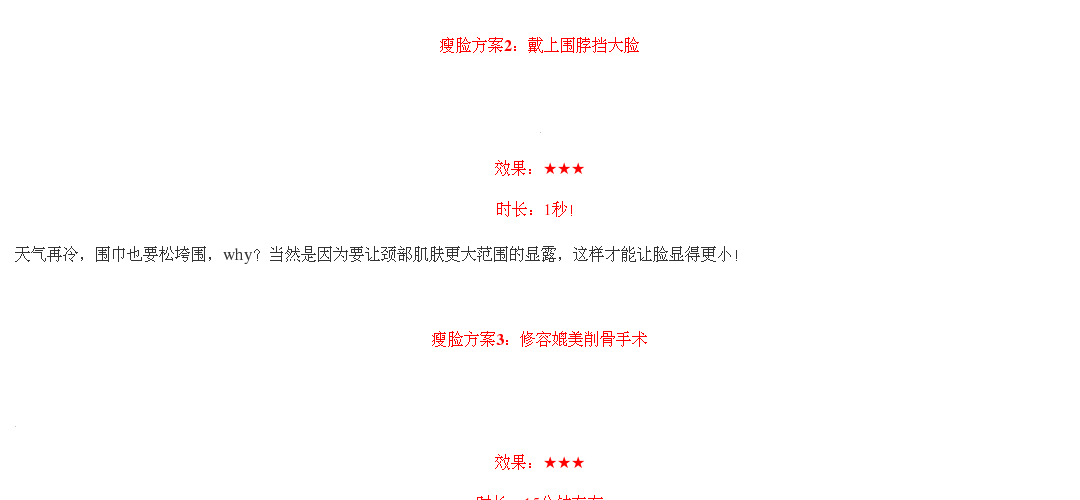 瘦脸方案2：戴上围脖挡大脸
效果：★★★
时长：1秒！
天气再冷，围巾也要松垮围，why？当然是因为要让颈部肌肤更大范围的显露，这样才能让脸显得更小！
瘦脸方案3：修容媲美削骨手术
效果：★★★